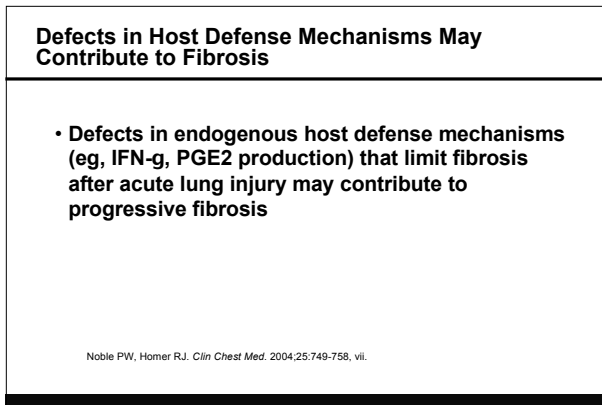 Defects in Host Defense Mechanisms May
Contribute to Fibrosis
• Defects in endogenous host defense mechanisms
(eg, IFN-g, PGE2 production) that limit fibrosis
after acute lung injury may contribute to
progressive fibrosis
Noble PW, Homer RJ. Clin Chest Med. 2004;25:749-758, vii.